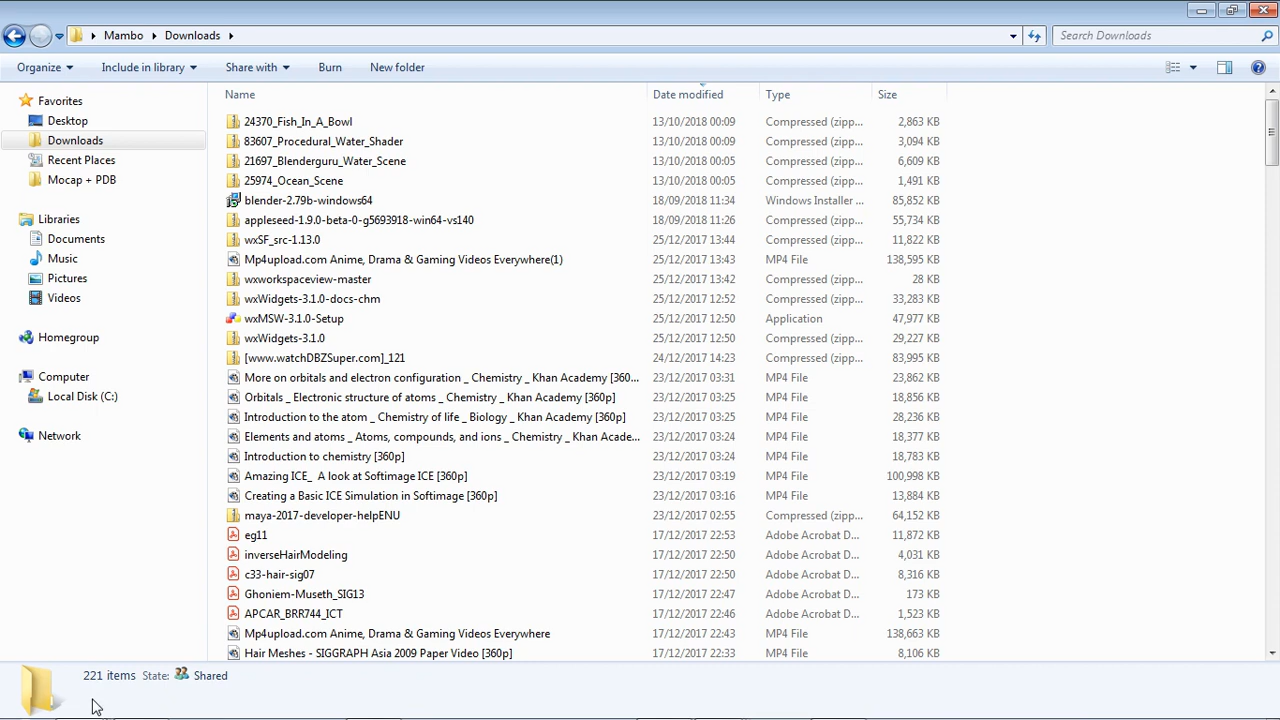 Mambo Downloads
Search Downloads
Organize Include in library Share with Burn New folder
Favorites
Desktop
Downloads
Recent Places
Mocap + PDB
Libraries
Documents
Music
Pictures
Videos
Homegroup
Computer
Local Disk (C:)
Network
Name Date modified Type Size
24370_Fish_In_A_Bowl 13/10/2018 00:09 Compressed (zipp... 2,863 KB
83607_Procedural_Water_Shader 13/10/2018 00:09 Compressed (zipp... 3,094 KB
21697_Blenderguru_Water_Scene 13/10/2018 00:05 Compressed (zipp... 6,609 KB
25974_Ocean_Scene 13/10/2018 00:05 Compressed (zipp... 1,491 KB
blender-2.79b-windows64 18/09/2018 11:34 Windows Installer ... 85,852 KB
appleseed-1.9.0-beta-0-g5693918-win64-vs140 18/09/2018 11:26 Compressed (zipp... 55,734 KB
wxSF_src-1.13.0 25/12/2017 13:44 Compressed (zipp... 11,822 KB
Mp4upload.com Anime, Drama & Gaming Videos Everywhere(1) 25/12/2017 13:43 MP4 File 138,595 KB
wxworkspaceview-master 25/12/2017 13:42 Compressed (zipp... 28 KB
wxWidgets-3.1.0-docs-chm 25/12/2017 12:52 Compressed (zipp... 33,283 KB
wxMSW-3.1.0-Setup 25/12/2017 12:50 Application 47,977 KB
wxWidgets-3.1.0 25/12/2017 12:50 Compressed (zipp... 29,227 KB
[www.watchDBZSuper.com]_121 24/12/2017 14:23 Compressed (zipp... 83,995 KB
More on orbitals and electron configuration _ Chemistry _ Khan Academy [360... 23/12/2017 03:31 MP4 File 23,862 KB
Orbitals _ Electronic structure of atoms _ Chemistry _ Khan Academy [360p] 23/12/2017 03:25 MP4 File 18,856 KB
Introduction to the atom _ Chemistry of life _ Biology _ Khan Academy [360p] 23/12/2017 03:25 MP4 File 28,236 KB
Elements and atoms _ Atoms, compounds, and ions _ Chemistry _ Khan Acade... 23/12/2017 03:24 MP4 File 18,377 KB
Introduction to chemistry [360p] 23/12/2017 03:24 MP4 File 18,783 KB
Amazing ICE_ A look at Softimage ICE [360p] 23/12/2017 03:19 MP4 File 100,998 KB
Creating a Basic ICE Simulation in Softimage [360p] 23/12/2017 03:16 MP4 File 13,884 KB
maya-2017-developer-helpENU 23/12/2017 02:55 Compressed (zipp... 64,152 KB
eg11 17/12/2017 22:53 Adobe Acrobat D... 11,872 KB
inverseHairModeling 17/12/2017 22:50 Adobe Acrobat D... 4,031 KB
c33-hair-sig07 17/12/2017 22:50 Adobe Acrobat D... 8,316 KB
Ghoniem-Museth_SIG13 17/12/2017 22:47 Adobe Acrobat D... 173 KB
APCAR_BRR744_ICT 17/12/2017 22:46 Adobe Acrobat D... 1,523 KB
Mp4upload.com Anime, Drama & Gaming Videos Everywhere 17/12/2017 22:43 MP4 File 138,663 KB
Hair Meshes - SIGGRAPH Asia 2009 Paper Video [360p] 17/12/2017 22:33 MP4 File 8,106 KB
221 items State: Shared